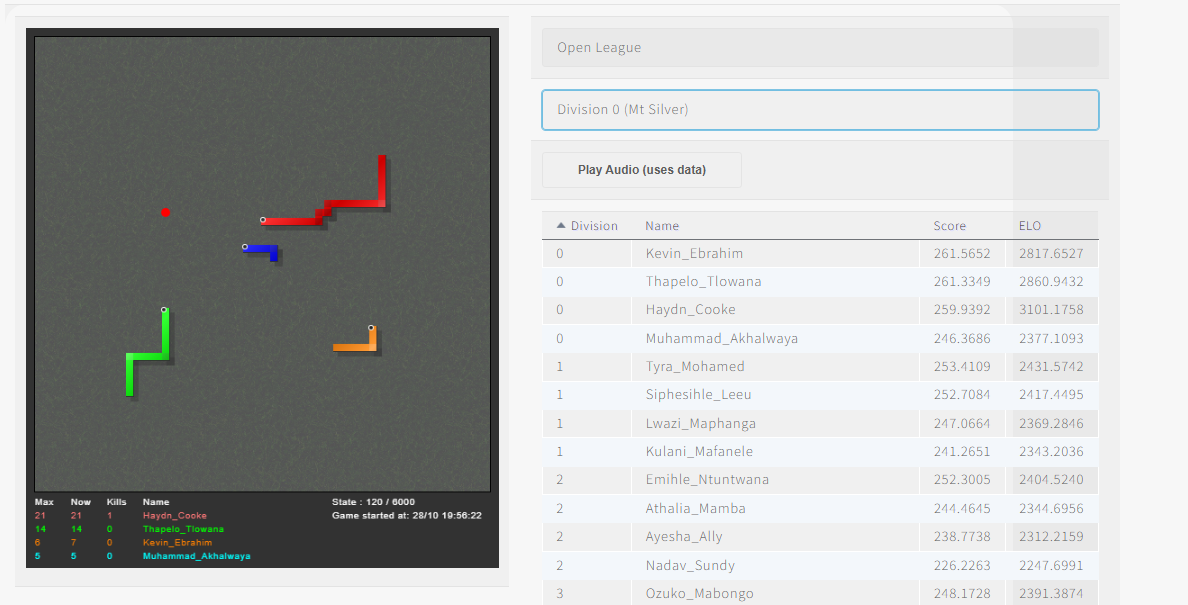 Open League
Division 0 (Mt Silver)
Play Audio (uses data)
Division Name Score ELO
0 Kevin_Ebrahim 261.5652 2817.6527
0 Thapelo_Tlowana 261.3349 2860.9432
0 Haydn_Cooke 259.9392 3101.1758
0 Muhammad_Akhalwaya 246.3686 2377.1093
1 Tyra_Mohamed 253.4109 2431.5742
1 Siphesihle_Leeu 252.7084 2417.4495
1 Lwazi_Maphanga 247.0664 2369.2846
1 Kulani_Mafanele 241.2651 2343.2036
2 Emihle_Ntuntwana 252.3005 2404.5240
2 Athalia_Mamba 244.4645 2344.6956
2 Ayesha_Ally 238.7738 2312.2159
2 Nadav_Sundy 226.2263 2247.6991
3 Ozuko_Mabongo 248.1728 2391.3874
Max Now Kills Name State : 120 / 6000
21 21 1 Haydn_Cooke Game started at: 28/10 19:56:22
14 14 0 Thapelo_Tlowana
6 7 0 Kevin_Ebrahim
5 5 0 Muhammad_Akhalwaya